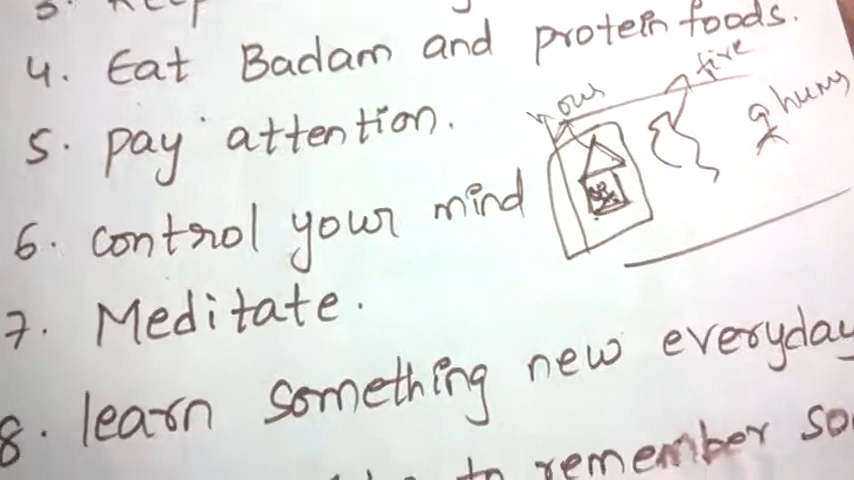 4. Eat Badam and protein foods.
5. pay attention.
fire
6. control your mind
7. Meditate.
8. learn something new everyday
to remember